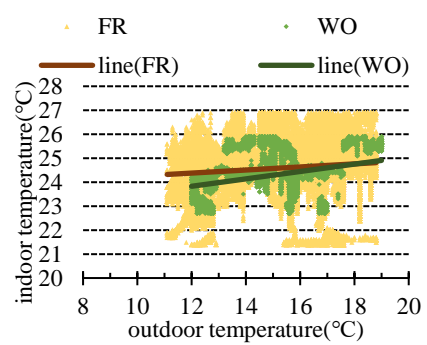 FR WO
line(FR) line(WO)
28
27
26
25
24
23
22
21
20
indoor temperature(℃)
8 10 12 14 16 18 20
outdoor temperature(℃)